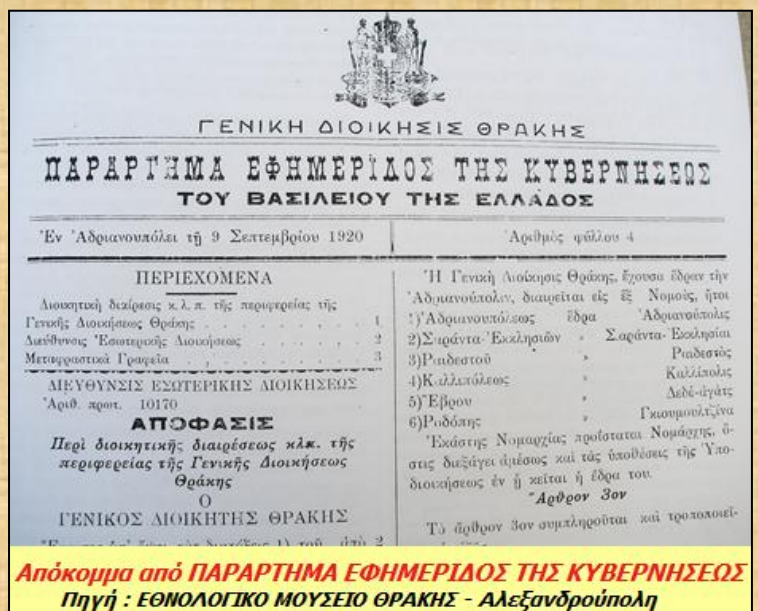 ΓΕΝΙΚΗ ΔΙΟΙΚΗΣΙΣ ΘΡΑΚΗΣ
ΠΑΡΑΡΤΗΜΑ ΕΦΗΜΕΡΙΔΟΣ ΤΗΣ ΚΥΒΕΡΝΗΣΕΩΣ
ΤΟΥ ΒΑΣΙΛΕΙΟΥ ΤΗΣ ΕΛΛΑΔΟΣ
Ἐν Ἀδριανουπόλει τῇ 9 Σεπτεμβρίου 1920
Ἀριθμὸς φύλλου 4
ΠΕΡΙΕΧΟΜΕΝΑ
Διοικητικὴ διαίρεσις κ.λ.π. τῆς περιφερείας τῆς
Γενικῆς Διοικήσεως Θράκης . . . . . . . . . 1
Διεύθυνσις Ἐσωτερικῆς Διοικήσεως . . . . . . . 2
Μεταφραστικὰ Γραφεῖα . , . . . . . . . . . 3
ΔΙΕΥΘΥΝΣΙΣ ΕΣΩΤΕΡΙΚΗΣ ΔΙΟΙΚΗΣΕΩΣ
Ἀριθ. πρωτ. 10170
ΑΠΟΦΑΣΙΣ
Περὶ διοικητικῆς διαιρέσεως κλπ. τῆς
περιφερείας τῆς Γενικῆς Διοικήσεως
Θράκης
Ο
ΓΕΝΙΚΟΣ ΔΙΟΙΚΗΤΗΣ ΘΡΑΚΗΣ
Ἡ Γενικὴ Διοίκησις Θράκης, ἔχουσα ἕδραν τὴν
Ἀδριανούπολιν, διαιρεῖται εἰς ἓξ Νομούς, ἤτοι
1)Ἀδριανουπόλεως ἕδρα Ἀδριανούπολις
2)Σαράντα-Ἐκκλησιῶν » Σαράντα-Ἐκκλησίαι
3)Ραιδεστοῦ » Ραιδεστὸς
4)Καλλιπόλεως » Καλλίπολις
5)Ἕβρου » Δεδέ-ἀγὰτς
6)Ροδόπης » Γκιουμουλτζίνα
Ἑκάστης Νομαρχίας προΐσταται Νομάρχης, ὅ-
στις διεξάγει ἀμέσως καὶ τὰς ὑποθέσεις τῆς Ὑπο-
διοικήσεως ἐν ᾗ κεῖται ἡ ἕδρα του.
Ἄρθρον 3ον
Τὸ ἄρθρον 3ον συμπληροῦται καὶ τροποποιεῖ-
Απόκομμα από ΠΑΡΑΡΤΗΜΑ ΕΦΗΜΕΡΙΔΟΣ ΤΗΣ ΚΥΒΕΡΝΗΣΕΩΣ
Πηγή : ΕΘΝΟΛΟΓΙΚΟ ΜΟΥΣΕΙΟ ΘΡΑΚΗΣ - Αλεξανδρούπολη